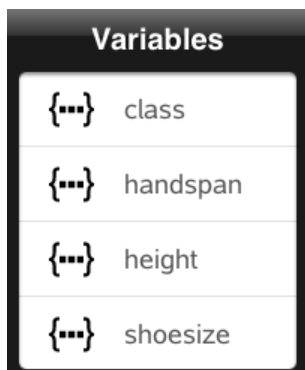 Variables
{...} class
{...} handspan
{...} height
{...} shoesize